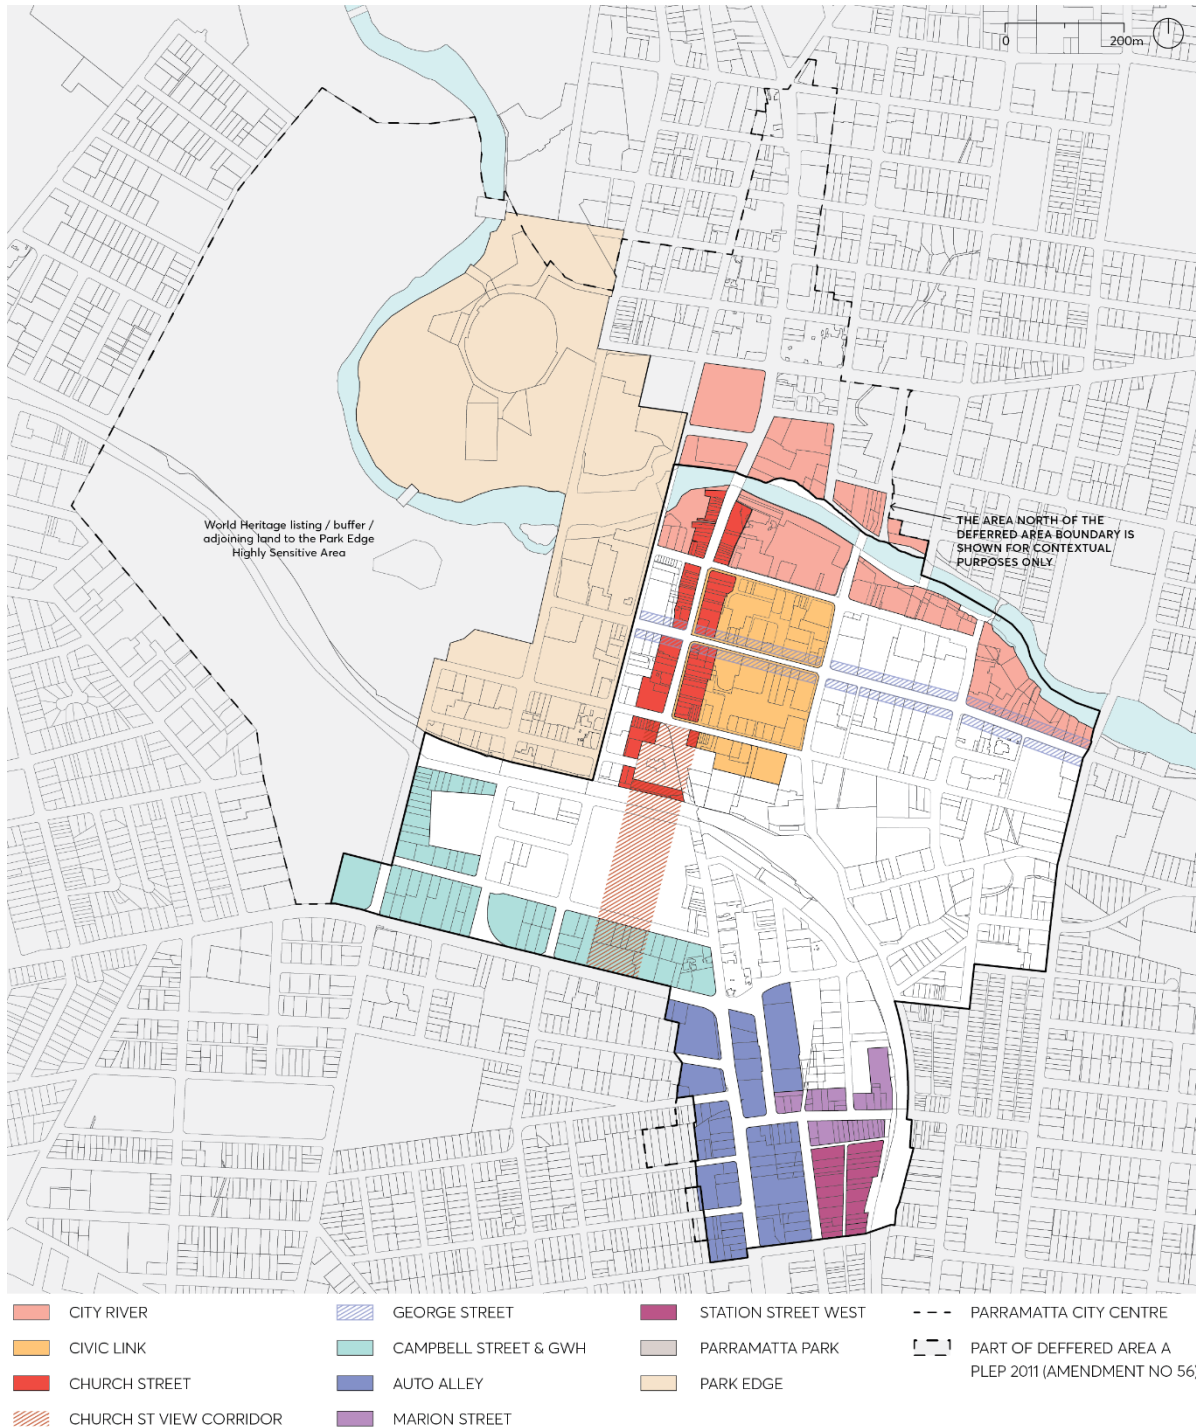 0 200m
World Heritage listing / buffer /
adjoining land to the Park Edge
Highly Sensitive Area
THE AREA NORTH OF THE
DEFERRED AREA BOUNDARY IS
SHOWN FOR CONTEXTUAL
PURPOSES ONLY
CITY RIVER
CIVIC LINK
CHURCH STREET
CHURCH ST VIEW CORRIDOR
GEORGE STREET
CAMPBELL STREET & GWH
AUTO ALLEY
MARION STREET
STATION STREET WEST
PARRAMATTA PARK
PARK EDGE
PARRAMATTA CITY CENTRE
PART OF DEFFERED AREA A
PLEP 2011 (AMENDMENT NO 56)